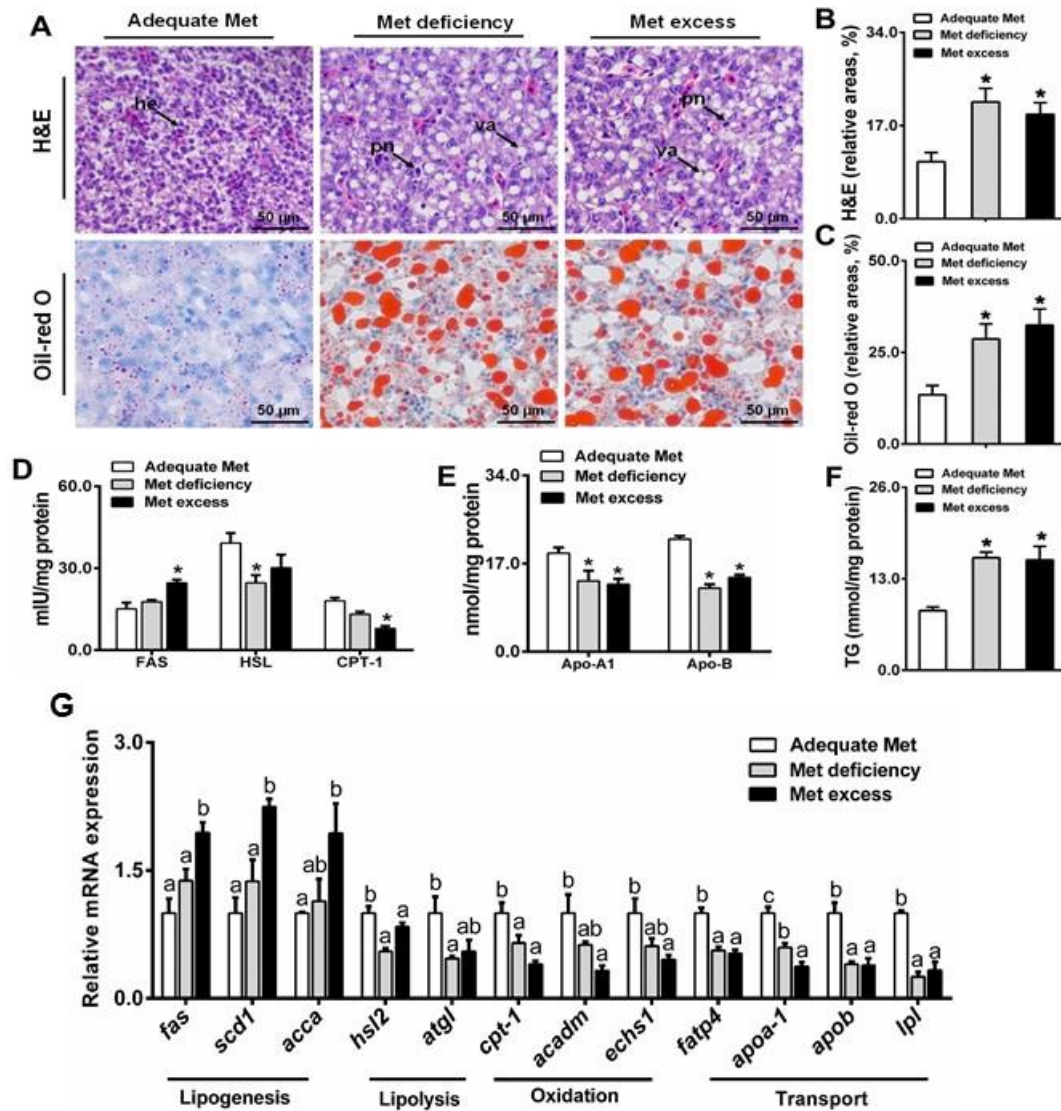 A
Adequate Met
Met deficiency
Met excess
H&E
he
50 µm
pn
va
50 µm
pn
va
50 µm
Oil-red O
50 µm
50 µm
50 µm
B
H&E (relative areas, %)
34.0
17.0
0.0
Adequate Met
Met deficiency
Met excess
*
*
C
Oil-red O (relative areas, %)
50.0
25.0
0.0
Adequate Met
Met deficiency
Met excess
*
*
D
mIU/mg protein
60.0
30.0
0.0
Adequate Met
Met deficiency
Met excess
*
*
*
FAS
HSL
CPT-1
E
nmol/mg protein
34.0
17.0
0.0
Adequate Met
Met deficiency
Met excess
* *
* *
Apo-A1
Apo-B
F
TG (mmol/mg protein)
26.0
13.0
0.0
Adequate Met
Met deficiency
Met excess
*
*
G
Relative mRNA expression
3.0
1.5
0.0
Adequate Met
Met deficiency
Met excess
a a b
a a b
a ab b
b a a
b a ab
b a a
b ab a
b ab a
b a a
c b a
b a a
b a a
fas
scd1
acca
hsl2
atgl
cpt-1
acadm
echs1
fatp4
apoa-1
apob
lpl
Lipogenesis
Lipolysis
Oxidation
Transport